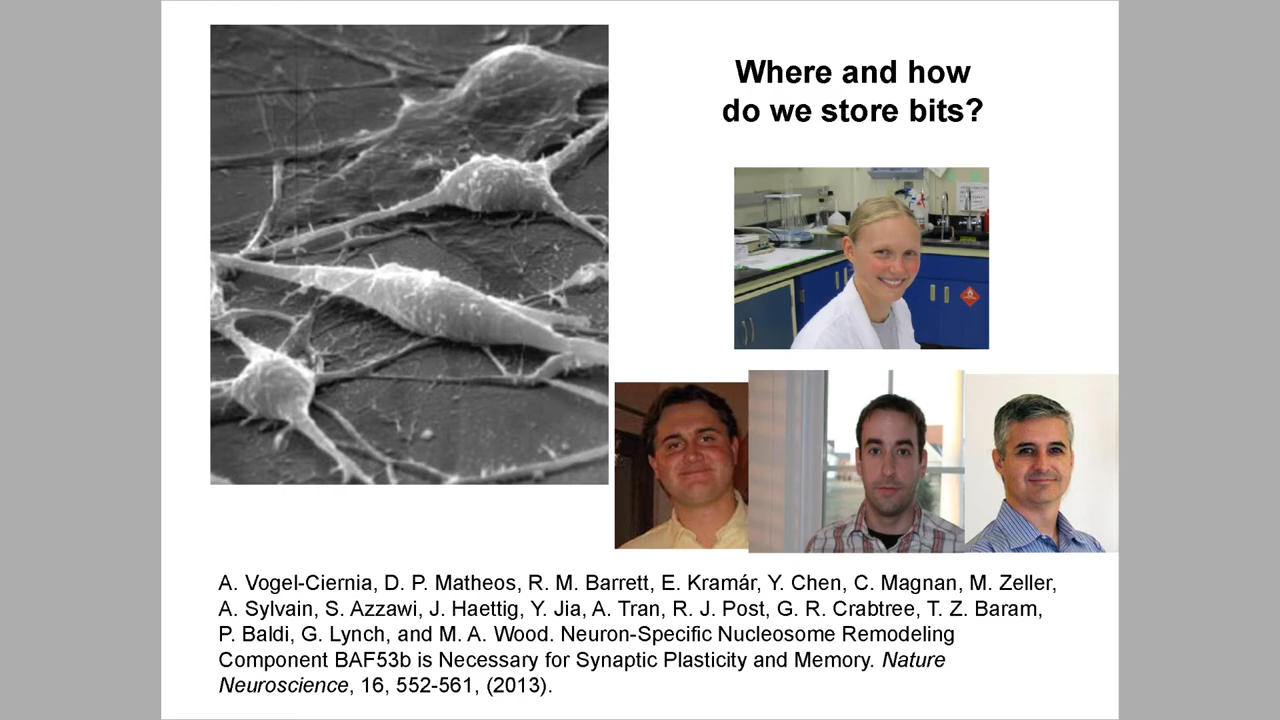 Where and how
do we store bits?
A. Vogel-Ciernia, D. P. Matheos, R. M. Barrett, E. Kramár, Y. Chen, C. Magnan, M. Zeller,
A. Sylvain, S. Azzawi, J. Haettig, Y. Jia, A. Tran, R. J. Post, G. R. Crabtree, T. Z. Baram,
P. Baldi, G. Lynch, and M. A. Wood. Neuron-Specific Nucleosome Remodeling
Component BAF53b is Necessary for Synaptic Plasticity and Memory. Nature
Neuroscience, 16, 552-561, (2013).